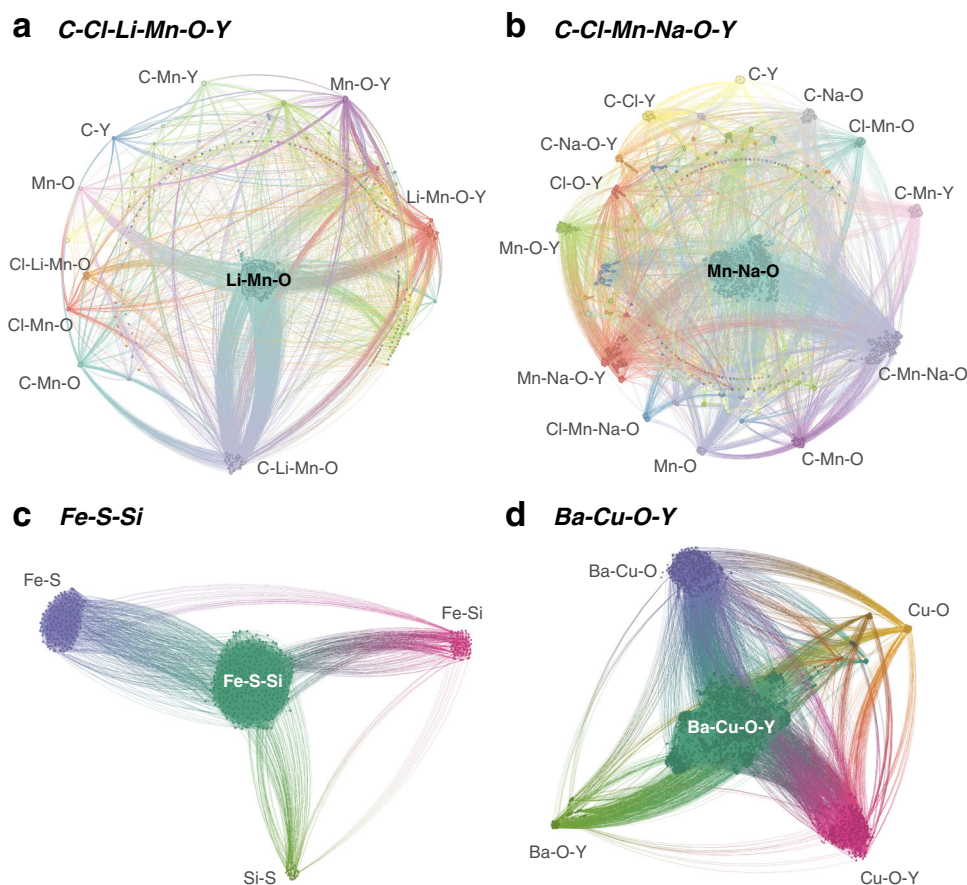 a C-Cl-Li-Mn-O-Y
C-Mn-Y
Mn-O-Y
C-Y
Mn-O
Li-Mn-O-Y
Cl-Li-Mn-O
Li-Mn-O
Cl-Mn-O
C-Mn-O
C-Li-Mn-O
b C-Cl-Mn-Na-O-Y
C-Y
C-Cl-Y
C-Na-O
Cl-Mn-O
C-Na-O-Y
Cl-O-Y
C-Mn-Y
Mn-O-Y
Mn-Na-O
C-Mn-Na-O
Mn-Na-O-Y
Cl-Mn-Na-O
Mn-O
C-Mn-O
c Fe-S-Si
Fe-S
Fe-Si
Fe-S-Si
Si-S
d Ba-Cu-O-Y
Ba-Cu-O
Cu-O
Ba-Cu-O-Y
Ba-O-Y
Cu-O-Y